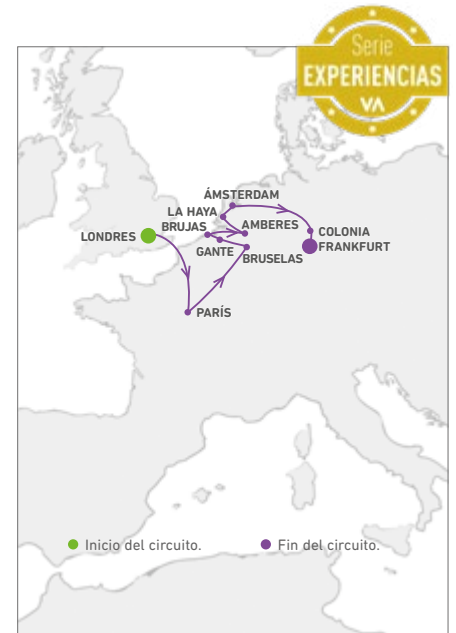 Serie
EXPERIENCIAS
VA
ÁMSTERDAM
LA HAYA
BRUJAS
AMBERES
LONDRES
COLONIA
GANTE
FRANKFURT
BRUSELAS
PARÍS
Inicio del circuito.
Fin del circuito.